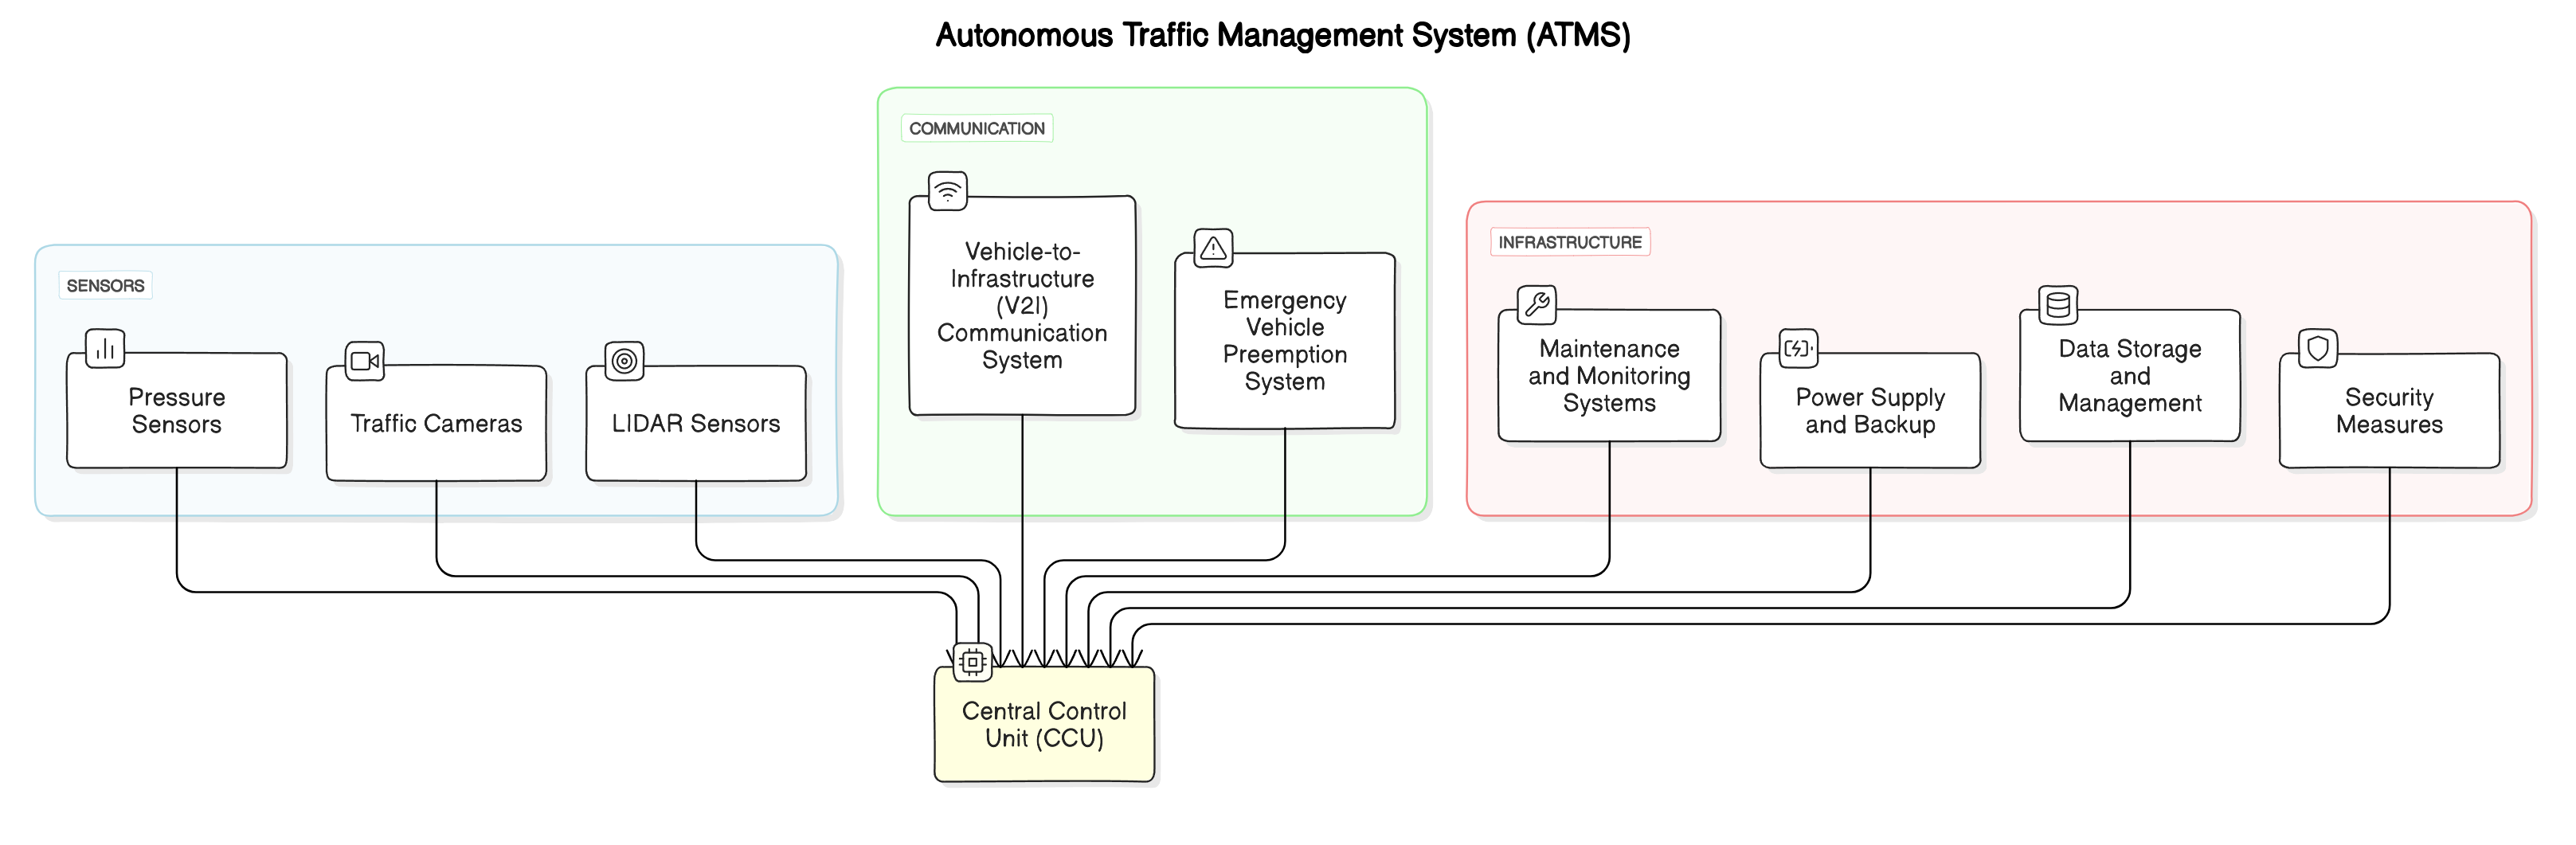 Autonomous Traffic Management System (ATMS)
COMMUNICATION
Vehicle-to-
Infrastructure
(V2I)
Communication
System
Emergency
Vehicle
Preemption
System
INFRASTRUCTURE
Maintenance
and Monitoring
Systems
Power Supply
and Backup
Data Storage
and
Management
Security
Measures
SENSORS
Pressure
Sensors
Traffic Cameras
LIDAR Sensors
Central Control
Unit (CCU)